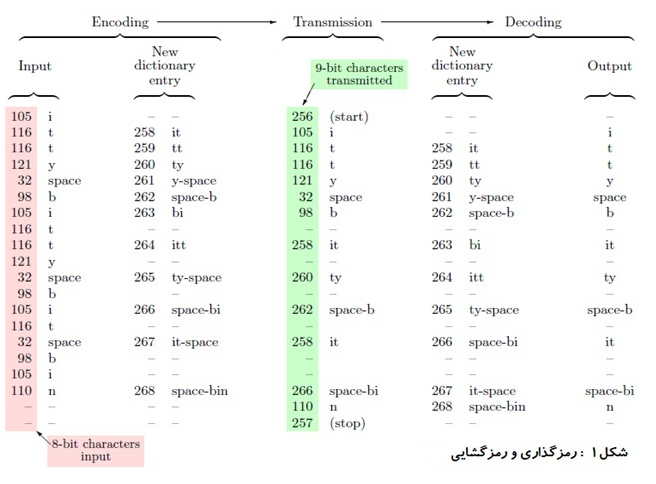 Encoding Transmission Decoding
Input New dictionary entry 9-bit characters transmitted New dictionary entry Output
105 i – – 256 (start) – –
116 t 258 it 105 i – – i
116 t 259 tt 116 t 258 it t
121 y 260 ty 116 t 259 tt t
32 space 261 y-space 121 y 260 ty y
98 b 262 space-b 32 space 261 y-space space
105 i 263 bi 98 b 262 space-b b
116 t – – – – – –
116 t 264 itt 258 it 263 bi it
121 y – – – – – –
32 space 265 ty-space 260 ty 264 itt ty
98 b – – – – – –
105 i 266 space-bi 262 space-b 265 ty-space space-b
116 t – – – – – –
32 space 267 it-space 258 it 266 space-bi it
98 b – – – – – –
105 i – – – – – –
110 n 268 space-bin 266 space-bi 267 it-space space-bi
– – 110 n 268 space-bin n
– – 257 (stop)
8-bit characters input
شکل۱ : رمزگذاری و رمزگشایی